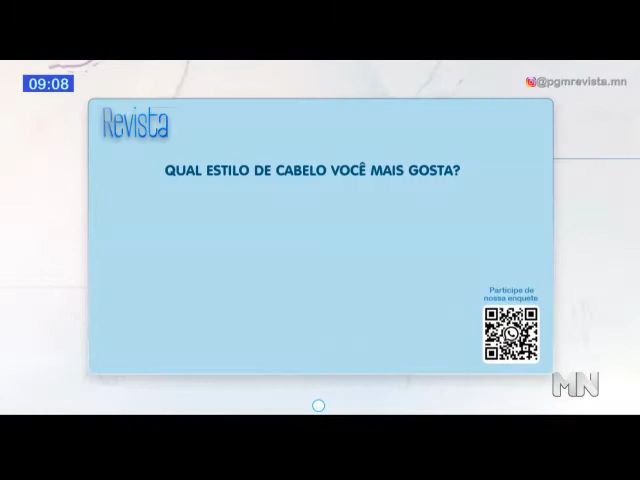 09:08
@pgmrevista.mn
Revista
QUAL ESTILO DE CABELO VOCÊ MAIS GOSTA?
Participe de
nossa enquete
MN